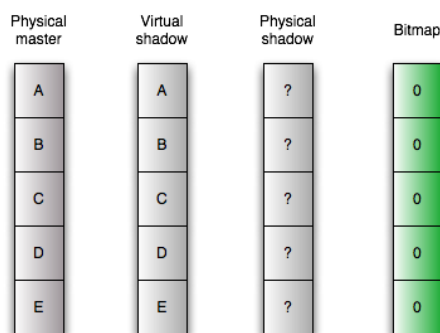 Physical master
Virtual shadow
Physical shadow
Bitmap
A A ? 0
B B ? 0
C C ? 0
D D ? 0
E E ? 0